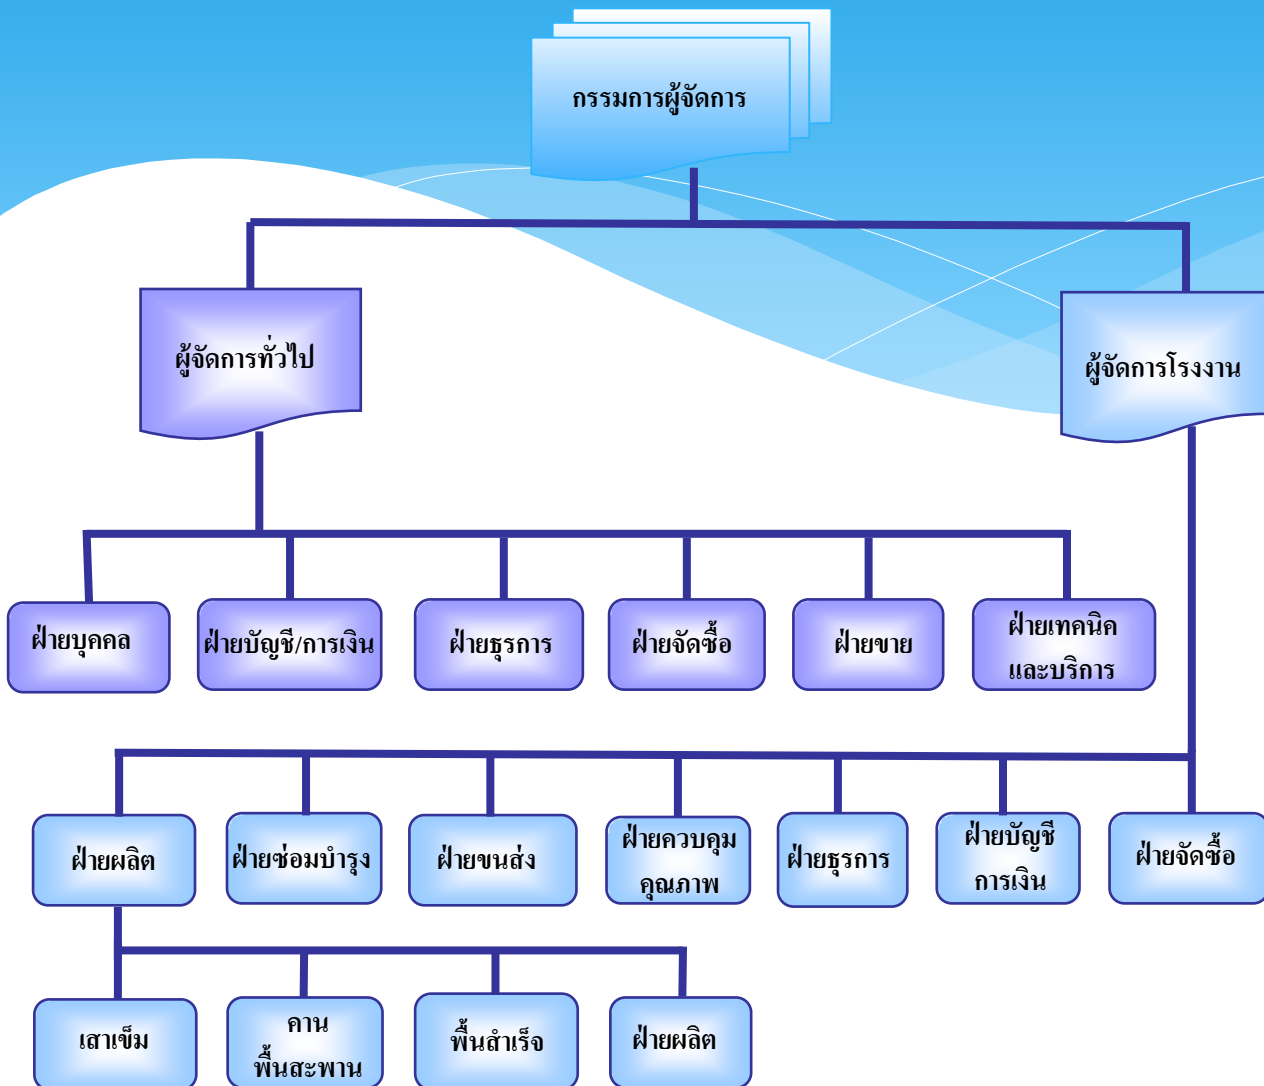 กรรมการผู้จัดการ
ผู้จัดการทั่วไป
ผู้จัดการโรงงาน
ฝ่ายบุคคล
ฝ่ายบัญชี/การเงิน
ฝ่ายธุรการ
ฝ่ายจัดซื้อ
ฝ่ายขาย
ฝ่ายเทคนิค
และบริการ
ฝ่ายผลิต
ฝ่ายซ่อมบำรุง
ฝ่ายขนส่ง
ฝ่ายควบคุม
คุณภาพ
ฝ่ายธุรการ
ฝ่ายบัญชี
การเงิน
ฝ่ายจัดซื้อ
เสาเข็ม
คาน
พื้นสะพาน
พื้นสำเร็จ
ฝ่ายผลิต